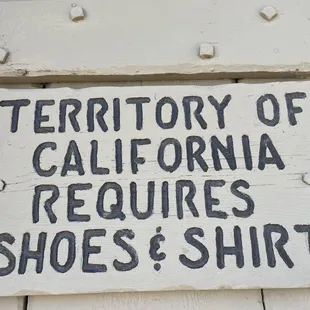 TERRITORY OF
CALIFORNIA
REQUIRES
SHOES & SHIRT